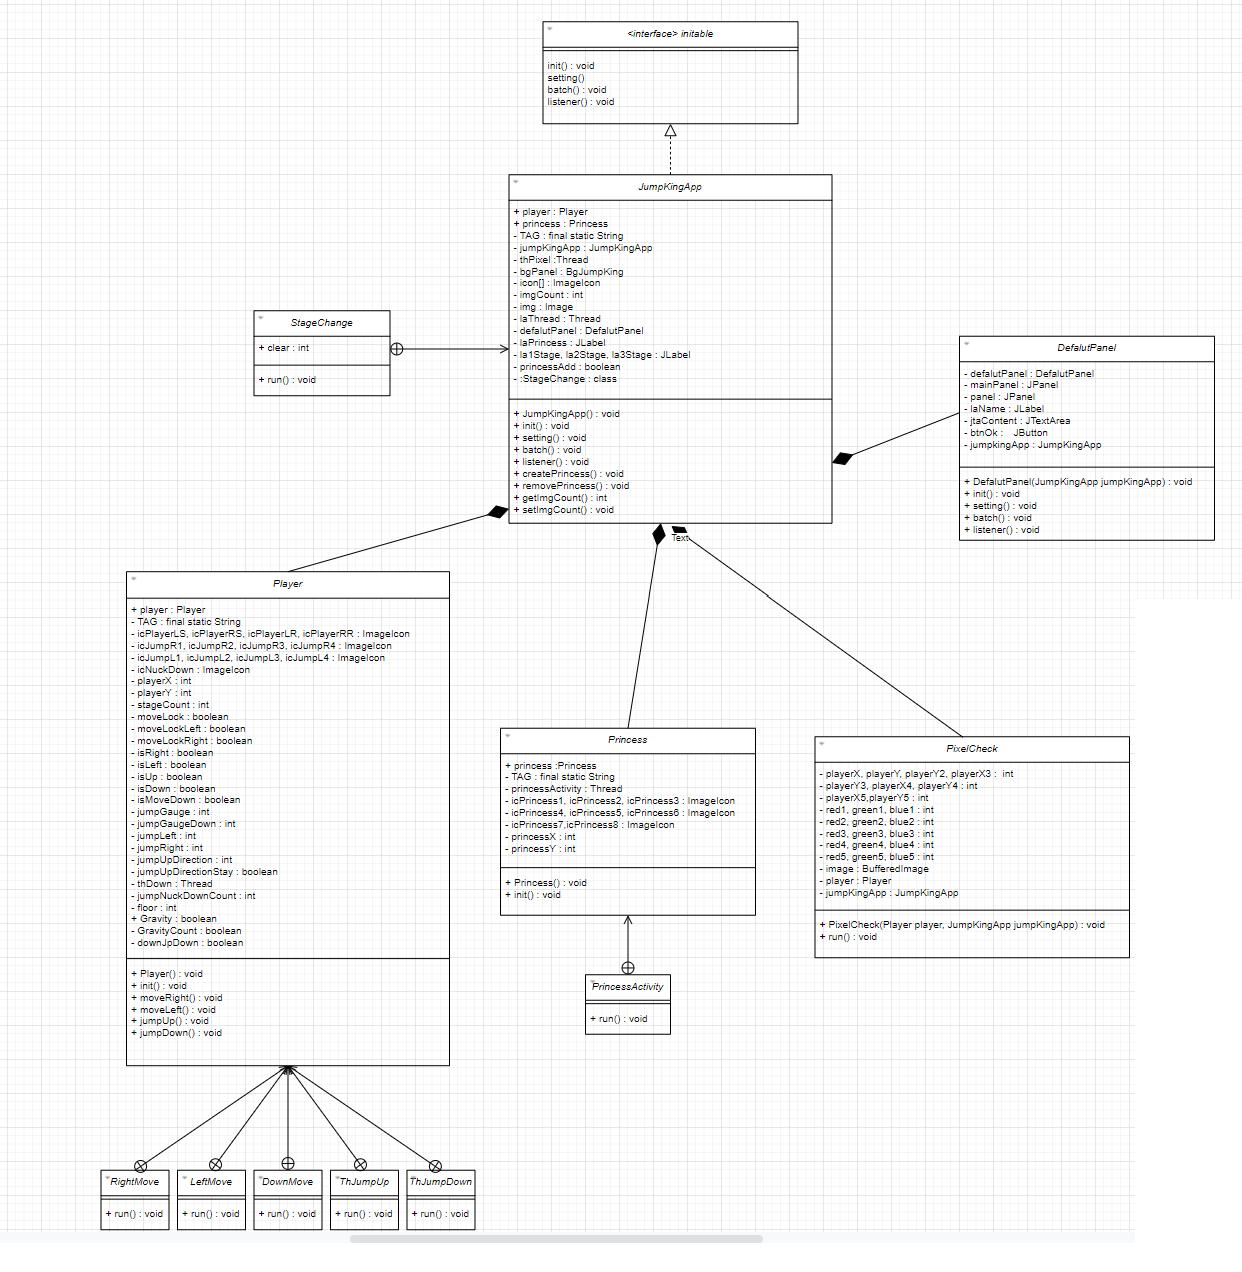 <interface> initable
init() : void
setting()
batch() : void
listener() : void
JumpKingApp
+ player : Player
+ princess : Princess
- TAG : final static String
- jumpKingApp : JumpKingApp
- thPixel :Thread
- bgPanel : BgJumpKing
- icon[] : ImageIcon
- imgCount : int
- img : Image
- laThread : Thread
- defalutPanel : DefalutPanel
- laPrincess : JLabel
- la1Stage, la2Stage, la3Stage : JLabel
- princessAdd : boolean
- :StageChange : class
+ JumpKingApp() : void
+ init() : void
+ setting() : void
+ batch() : void
+ listener() : void
+ createPrincess() : void
+ removePrincess() : void
+ getImgCount() : int
+ setImgCount() : void
StageChange
+ clear : int
+ run() : void
DefalutPanel
- defalutPanel : DefalutPanel
- mainPanel : JPanel
- panel : JPanel
- laName : JLabel
- jtaContent : JTextArea
- btnOk :   JButton
- jumpkingApp : JumpKingApp
+ DefalutPanel(JumpKingApp jumpKingApp) : void
+ init() : void
+ setting() : void
+ batch() : void
+ listener() : void
Text
Player
+ player : Player
- TAG : final static String
- icPlayerLS, icPlayerRS, icPlayerLR, icPlayerRR : ImageIcon
- icJumpR1, icJumpR2, icJumpR3, icJumpR4 : ImageIcon
- icJumpL1, icJumpL2, icJumpL3, icJumpL4 : ImageIcon
- icNuckDown : ImageIcon
- playerX : int
- playerY : int
- stageCount : int
- moveLock : boolean
- moveLockLeft : boolean
- moveLockRight : boolean
- isRight : boolean
- isLeft : boolean
- isUp : boolean
- isDown : boolean
- isMoveDown : boolean
- jumpGauge : int
- jumpGaugeDown : int
- jumpLeft : int
- jumpRight : int
- jumpUpDirection : int
- jumpUpDirectionStay : boolean
- thDown : Thread
- jumpNuckDownCount : int
- floor : int
+ Gravity : boolean
- GravityCount : boolean
- downJpDown : boolean
+ Player() : void
+ init() : void
+ moveRight() : void
+ moveLeft() : void
+ jumpUp() : void
+ jumpDown() : void
Princess
+ princess :Princess
- TAG : final static String
- princessActivity : Thread
- icPrincess1, icPrincess2, icPrincess3 : ImageIcon
- icPrincess4, icPrincess5, icPrincess6 : ImageIcon
- icPrincess7,icPrincess8 : ImageIcon
- princessX : int
- princessY : int
+ Princess() : void
+ init() : void
PixelCheck
- playerX, playerY, playerY2, playerX3 :  int
- playerY3, playerX4, playerY4 : int
- playerX5,playerY5 : int
- red1, green1, blue1 : int
- red2, green2, blue2 : int
- red3, green3, blue3 : int
- red4, green4, blue4 : int
- red5, green5, blue5 : int
- image : BufferedImage
- player : Player
- jumpKingApp : JumpKingApp
+ PixelCheck(Player player, JumpKingApp jumpKingApp) : void
+ run() : void
PrincessActivity
+ run() : void
RightMove
+ run() : void
LeftMove
+ run() : void
DownMove
+ run() : void
ThJumpUp
+ run() : void
ThJumpDown
+ run() : void